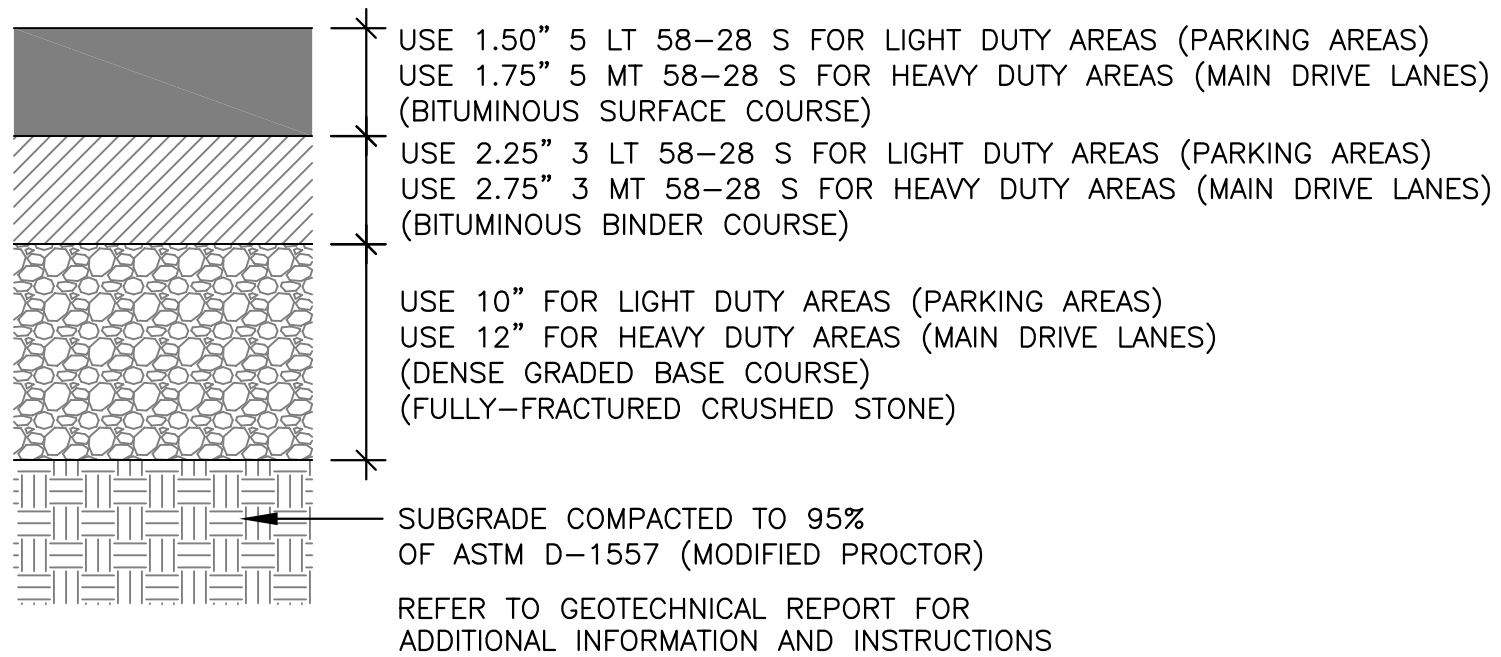 USE 1.50” 5 LT 58–28 S FOR LIGHT DUTY AREAS (PARKING AREAS)
USE 1.75” 5 MT 58–28 S FOR HEAVY DUTY AREAS (MAIN DRIVE LANES)
(BITUMINOUS SURFACE COURSE)
USE 2.25” 3 LT 58–28 S FOR LIGHT DUTY AREAS (PARKING AREAS)
USE 2.75” 3 MT 58–28 S FOR HEAVY DUTY AREAS (MAIN DRIVE LANES)
(BITUMINOUS BINDER COURSE)
USE 10” FOR LIGHT DUTY AREAS (PARKING AREAS)
USE 12” FOR HEAVY DUTY AREAS (MAIN DRIVE LANES)
(DENSE GRADED BASE COURSE)
(FULLY–FRACTURED CRUSHED STONE)
SUBGRADE COMPACTED TO 95%
OF ASTM D–1557 (MODIFIED PROCTOR)
REFER TO GEOTECHNICAL REPORT FOR
ADDITIONAL INFORMATION AND INSTRUCTIONS